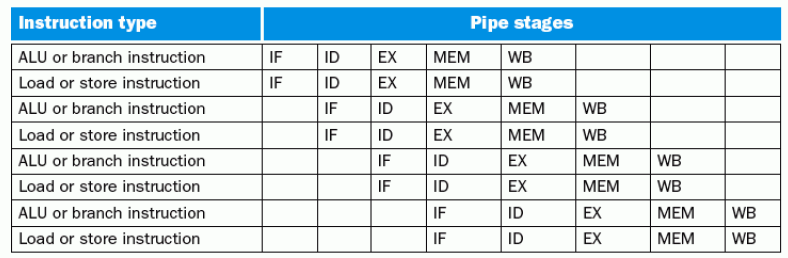 Instruction type Pipe stages
ALU or branch instruction IF ID EX MEM WB
Load or store instruction IF ID EX MEM WB
ALU or branch instruction IF ID EX MEM WB
Load or store instruction IF ID EX MEM WB
ALU or branch instruction IF ID EX MEM WB
Load or store instruction IF ID EX MEM WB
ALU or branch instruction IF ID EX MEM WB
Load or store instruction IF ID EX MEM WB